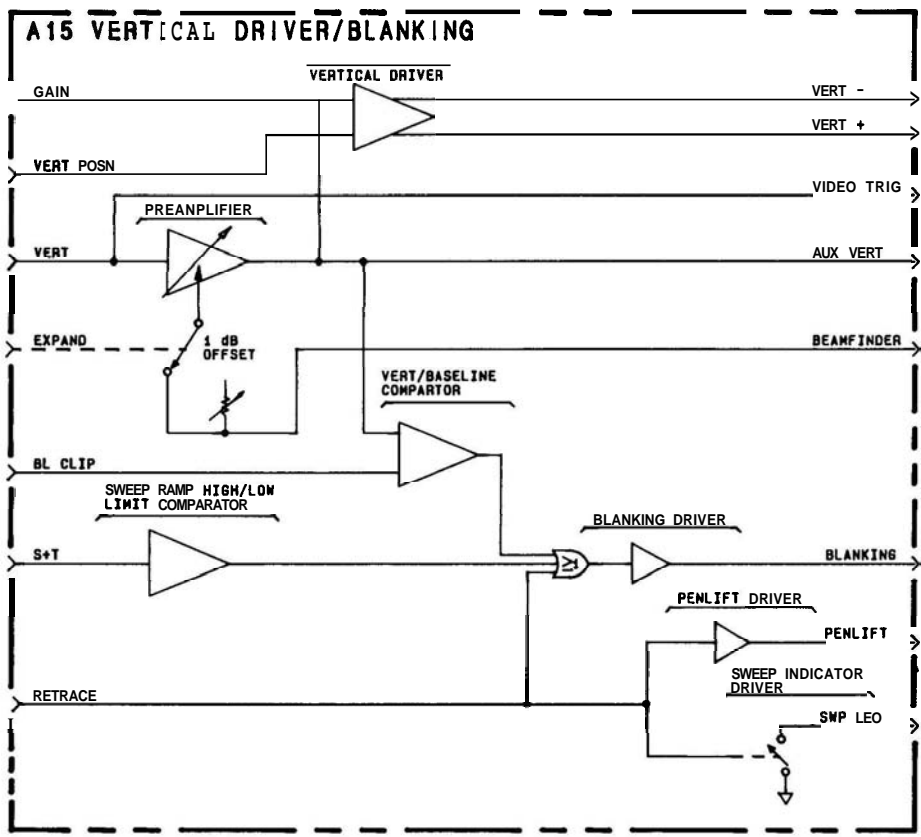 A15 VERTICAL DRIVER/BLANKING
VERTICAL DRIVER
GAIN
VERT -
VERT +
VERT POSN
VIDEO TRIG
PREANPLIFIER
VERT
AUX VERT
EXPAND
1 dB
OFFSET
BEAMFINDER
VERT/BASELINE
COMPARTOR
BL CLIP
SWEEP RAMP HIGH/LOW
LIMIT COMPARATOR
BLANKING DRIVER
S+T
≥1
BLANKING
PENLIFT DRIVER
PENLIFT
SWEEP INDICATOR
DRIVER
RETRACE
SWP LEO